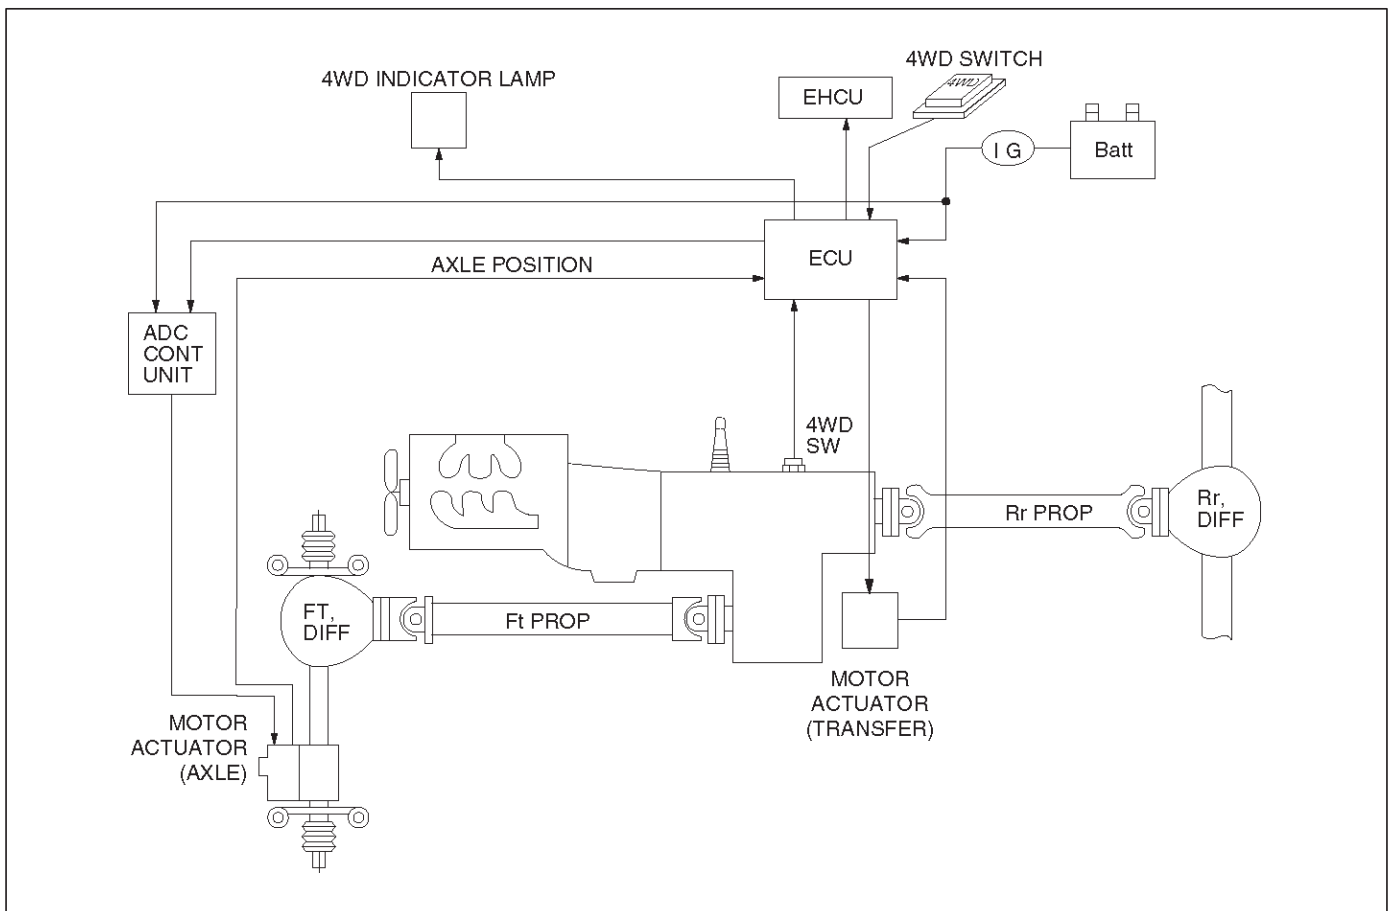 4WD SWITCH
4WD INDICATOR LAMP
4WD
EHCU
I G
Batt
ECU
AXLE POSITION
ADC
CONT
UNIT
4WD
SW
Rr,
DIFF
Rr PROP
FT,
DIFF
Ft PROP
MOTOR
ACTUATOR
(TRANSFER)
MOTOR
ACTUATOR
(AXLE)